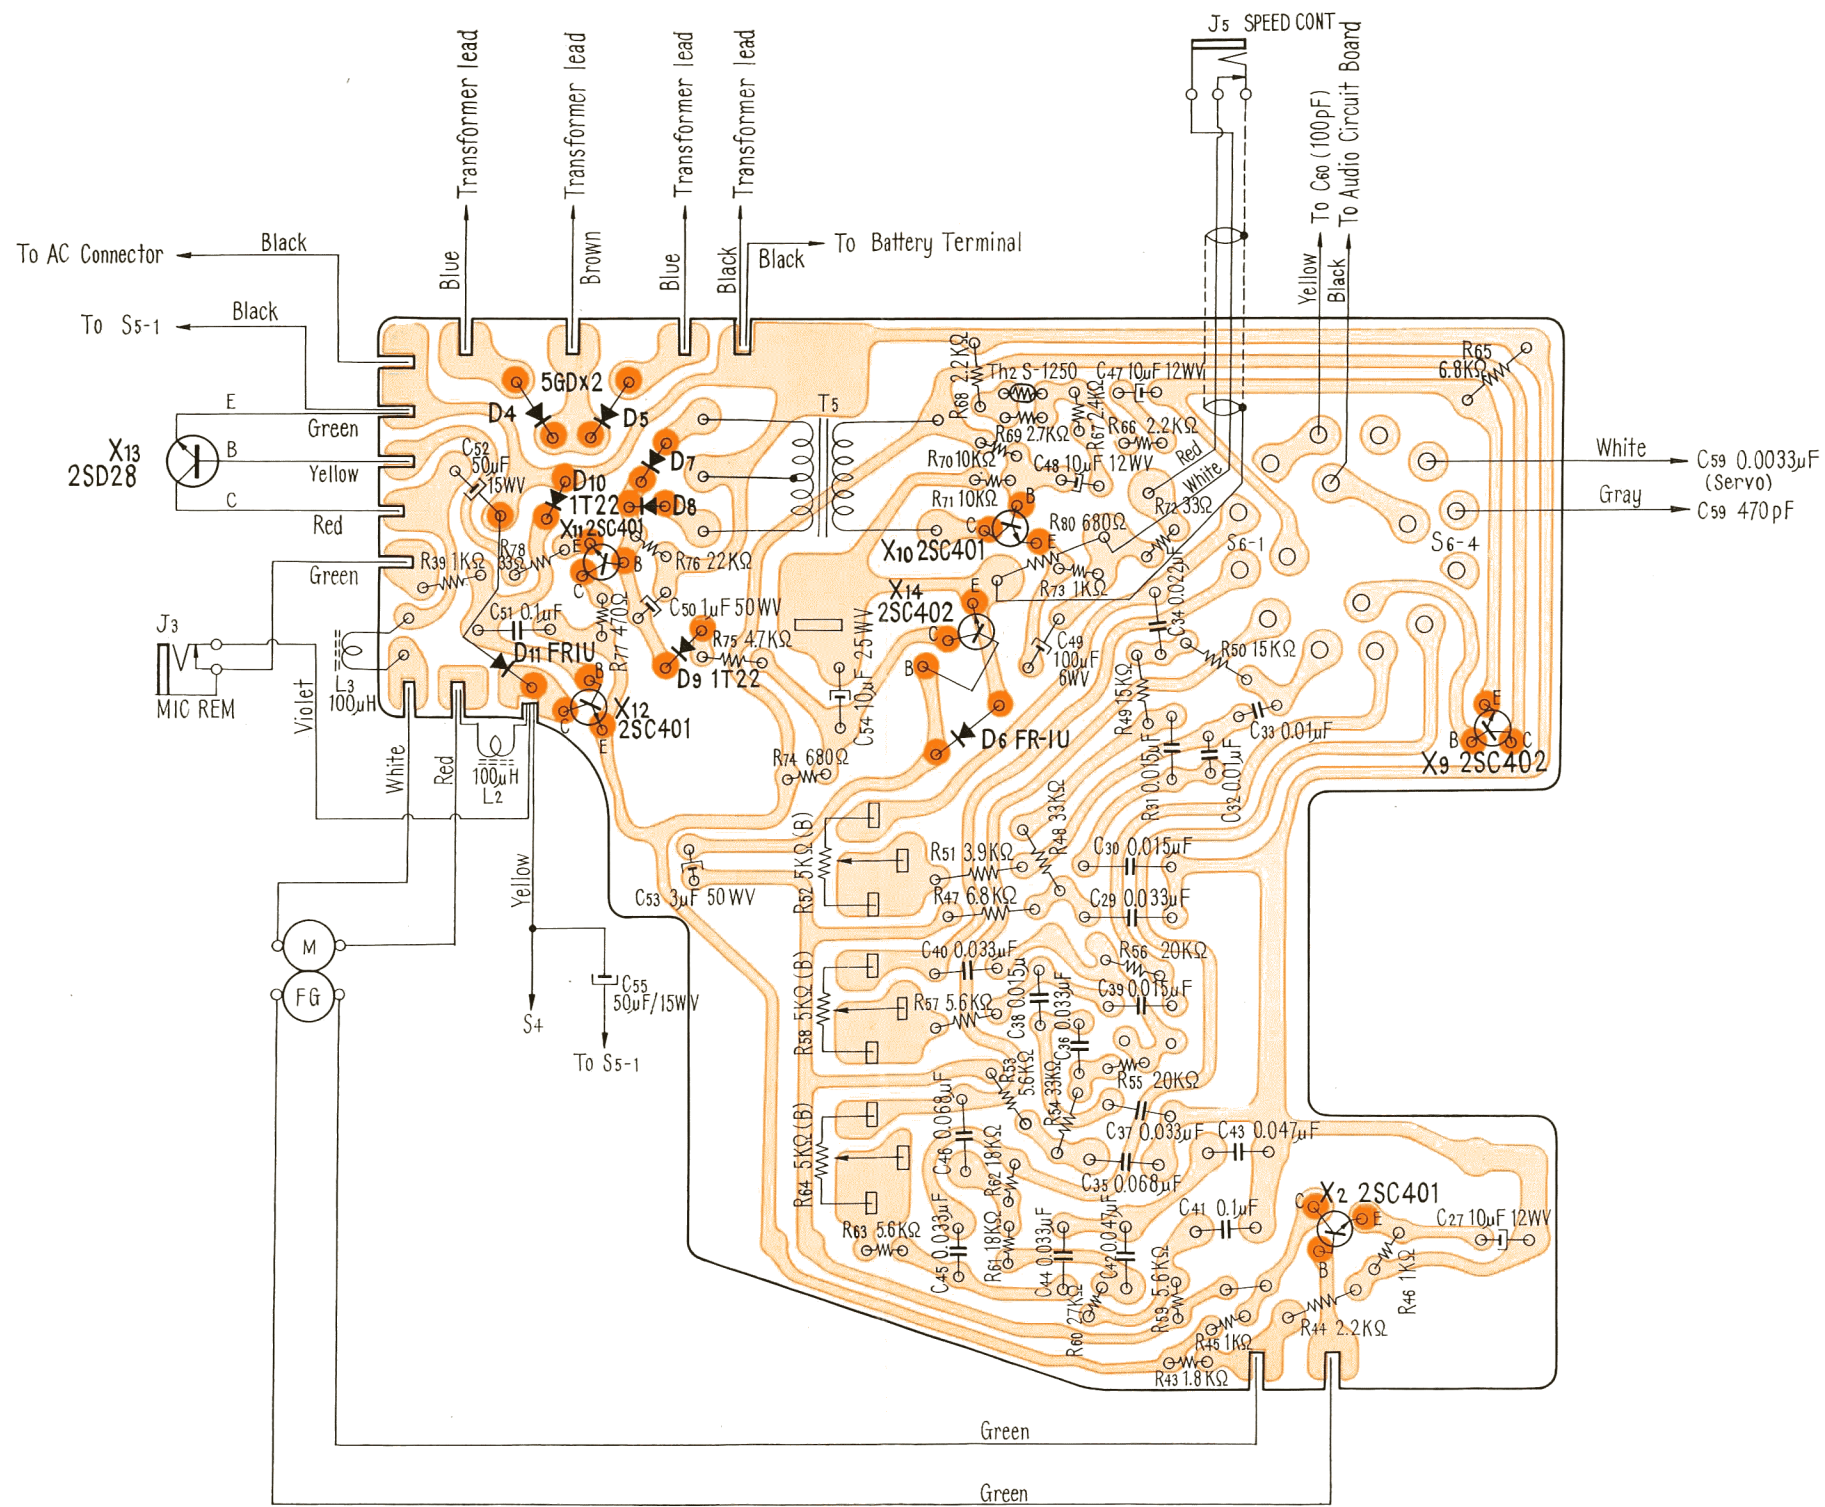 J5 SPEED CONT
Transformer lead
Transformer lead
Transformer lead
Transformer lead
To C60 (100pF)
To Audio Circuit Board
To AC Connector
Black
Blue
Brown
Blue
Black
Black
To Battery Terminal
Yellow
Black
To S5-1
Black
E
Green
X13
2SD28
B
Yellow
C
Red
Green
5GD×2
D4
D5
D7
D8
D10
1T22
C52
50μF
15WV
X11 2SC401
E
B
C
R39 1KΩ
R78
33Ω
R76 22KΩ
C51 0.1μF
R77 470Ω
C50 1μF 50WV
R75 4.7KΩ
D11 FR1U
D9 1T22
B
C
E
X12
2SC401
T5
R68 2.2KΩ
Th2 S-1250
C47 10μF 12WV
R67 2.4KΩ
R69 2.7KΩ
R66 2.2KΩ
R70 10KΩ
C48 10μF 12WV
R71 10KΩ
Red
White
R72 33Ω
B
C
E
X10 2SC401
R80 680Ω
R73 1KΩ
X14
2SC402
E
C
B
C49
100μF
6WV
C34 0.022μF
R50 15KΩ
R49 15KΩ
C33 0.01μF
R31 0.015μF
C32 0.01μF
S6-1
S6-4
R65
6.8KΩ
White
C59 0.0033μF
(Servo)
Gray
C59 470pF
E
B
C
X9 2SC402
J3
MIC REM
Violet
L3
100μH
White
Red
100μH
L2
Yellow
C54 10μF 25WV
D6 FR-1U
R74 680Ω
C53 3μF 50WV
R52 5KΩ(B)
R51 3.9KΩ
R48 33KΩ
R47 6.8KΩ
C30 0.015μF
C29 0.033μF
M
FG
S4
C55
50μF/15WV
To S5-1
R58 5KΩ(B)
C40 0.033μF
R57 5.6KΩ
C38 0.015μ
C36 0.033μF
R56 20KΩ
C39 0.015μF
R55 20KΩ
R53
5.6KΩ
R54 33KΩ
R64 5KΩ(B)
C46 0.068μF
R62 18KΩ
C37 0.033μF
C43 0.047μF
C35 0.068μF
R63 5.6KΩ
C45 0.033μF
R61 18KΩ
C44 0.033μF
C42 0.047μF
C41 0.1μF
R60 27KΩ
R59 5.6KΩ
C
X2 2SC401
E
B
C27 10μF 12WV
R46 1KΩ
R44 2.2KΩ
R45 1KΩ
R43 1.8KΩ
Green
Green